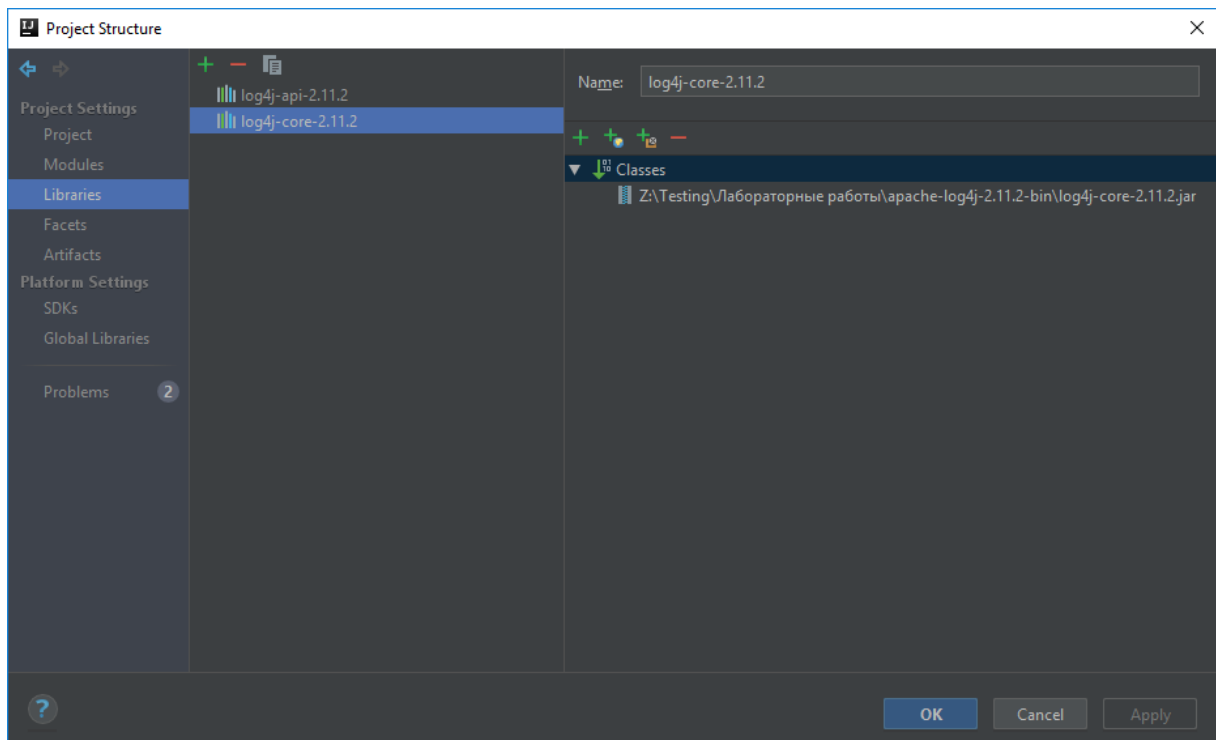 Project Structure
Project Settings
Project
Modules
Libraries
Facets
Artifacts
Platform Settings
SDKs
Global Libraries
Problems 2
log4j-api-2.11.2
log4j-core-2.11.2
Name: log4j-core-2.11.2
Classes
Z:\Testing\Лабораторные работы\apache-log4j-2.11.2-bin\log4j-core-2.11.2.jar
?
OK Cancel Apply